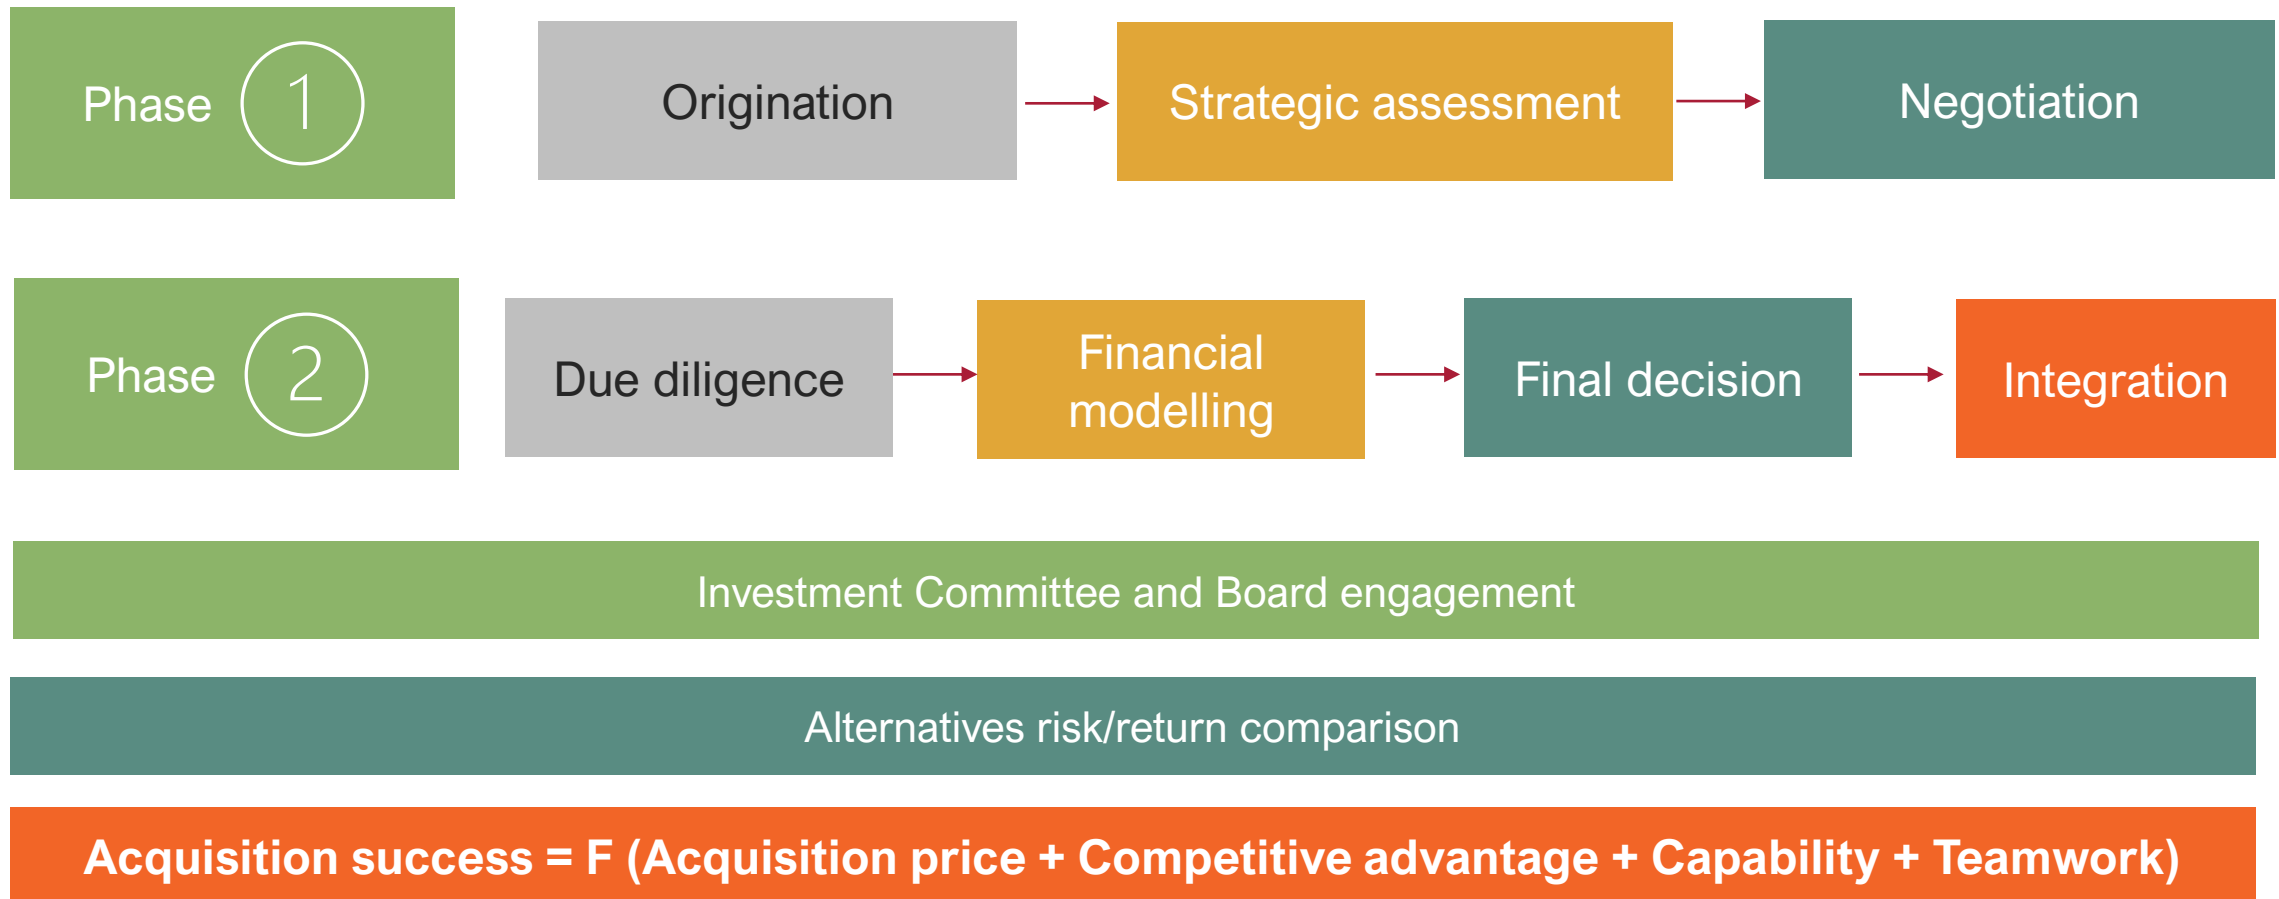 Phase 1
Origination
Strategic assessment
Negotiation
Phase 2
Due diligence
Financial
modelling
Final decision
Integration
Investment Committee and Board engagement
Alternatives risk/return comparison
Acquisition success = F (Acquisition price + Competitive advantage + Capability + Teamwork)